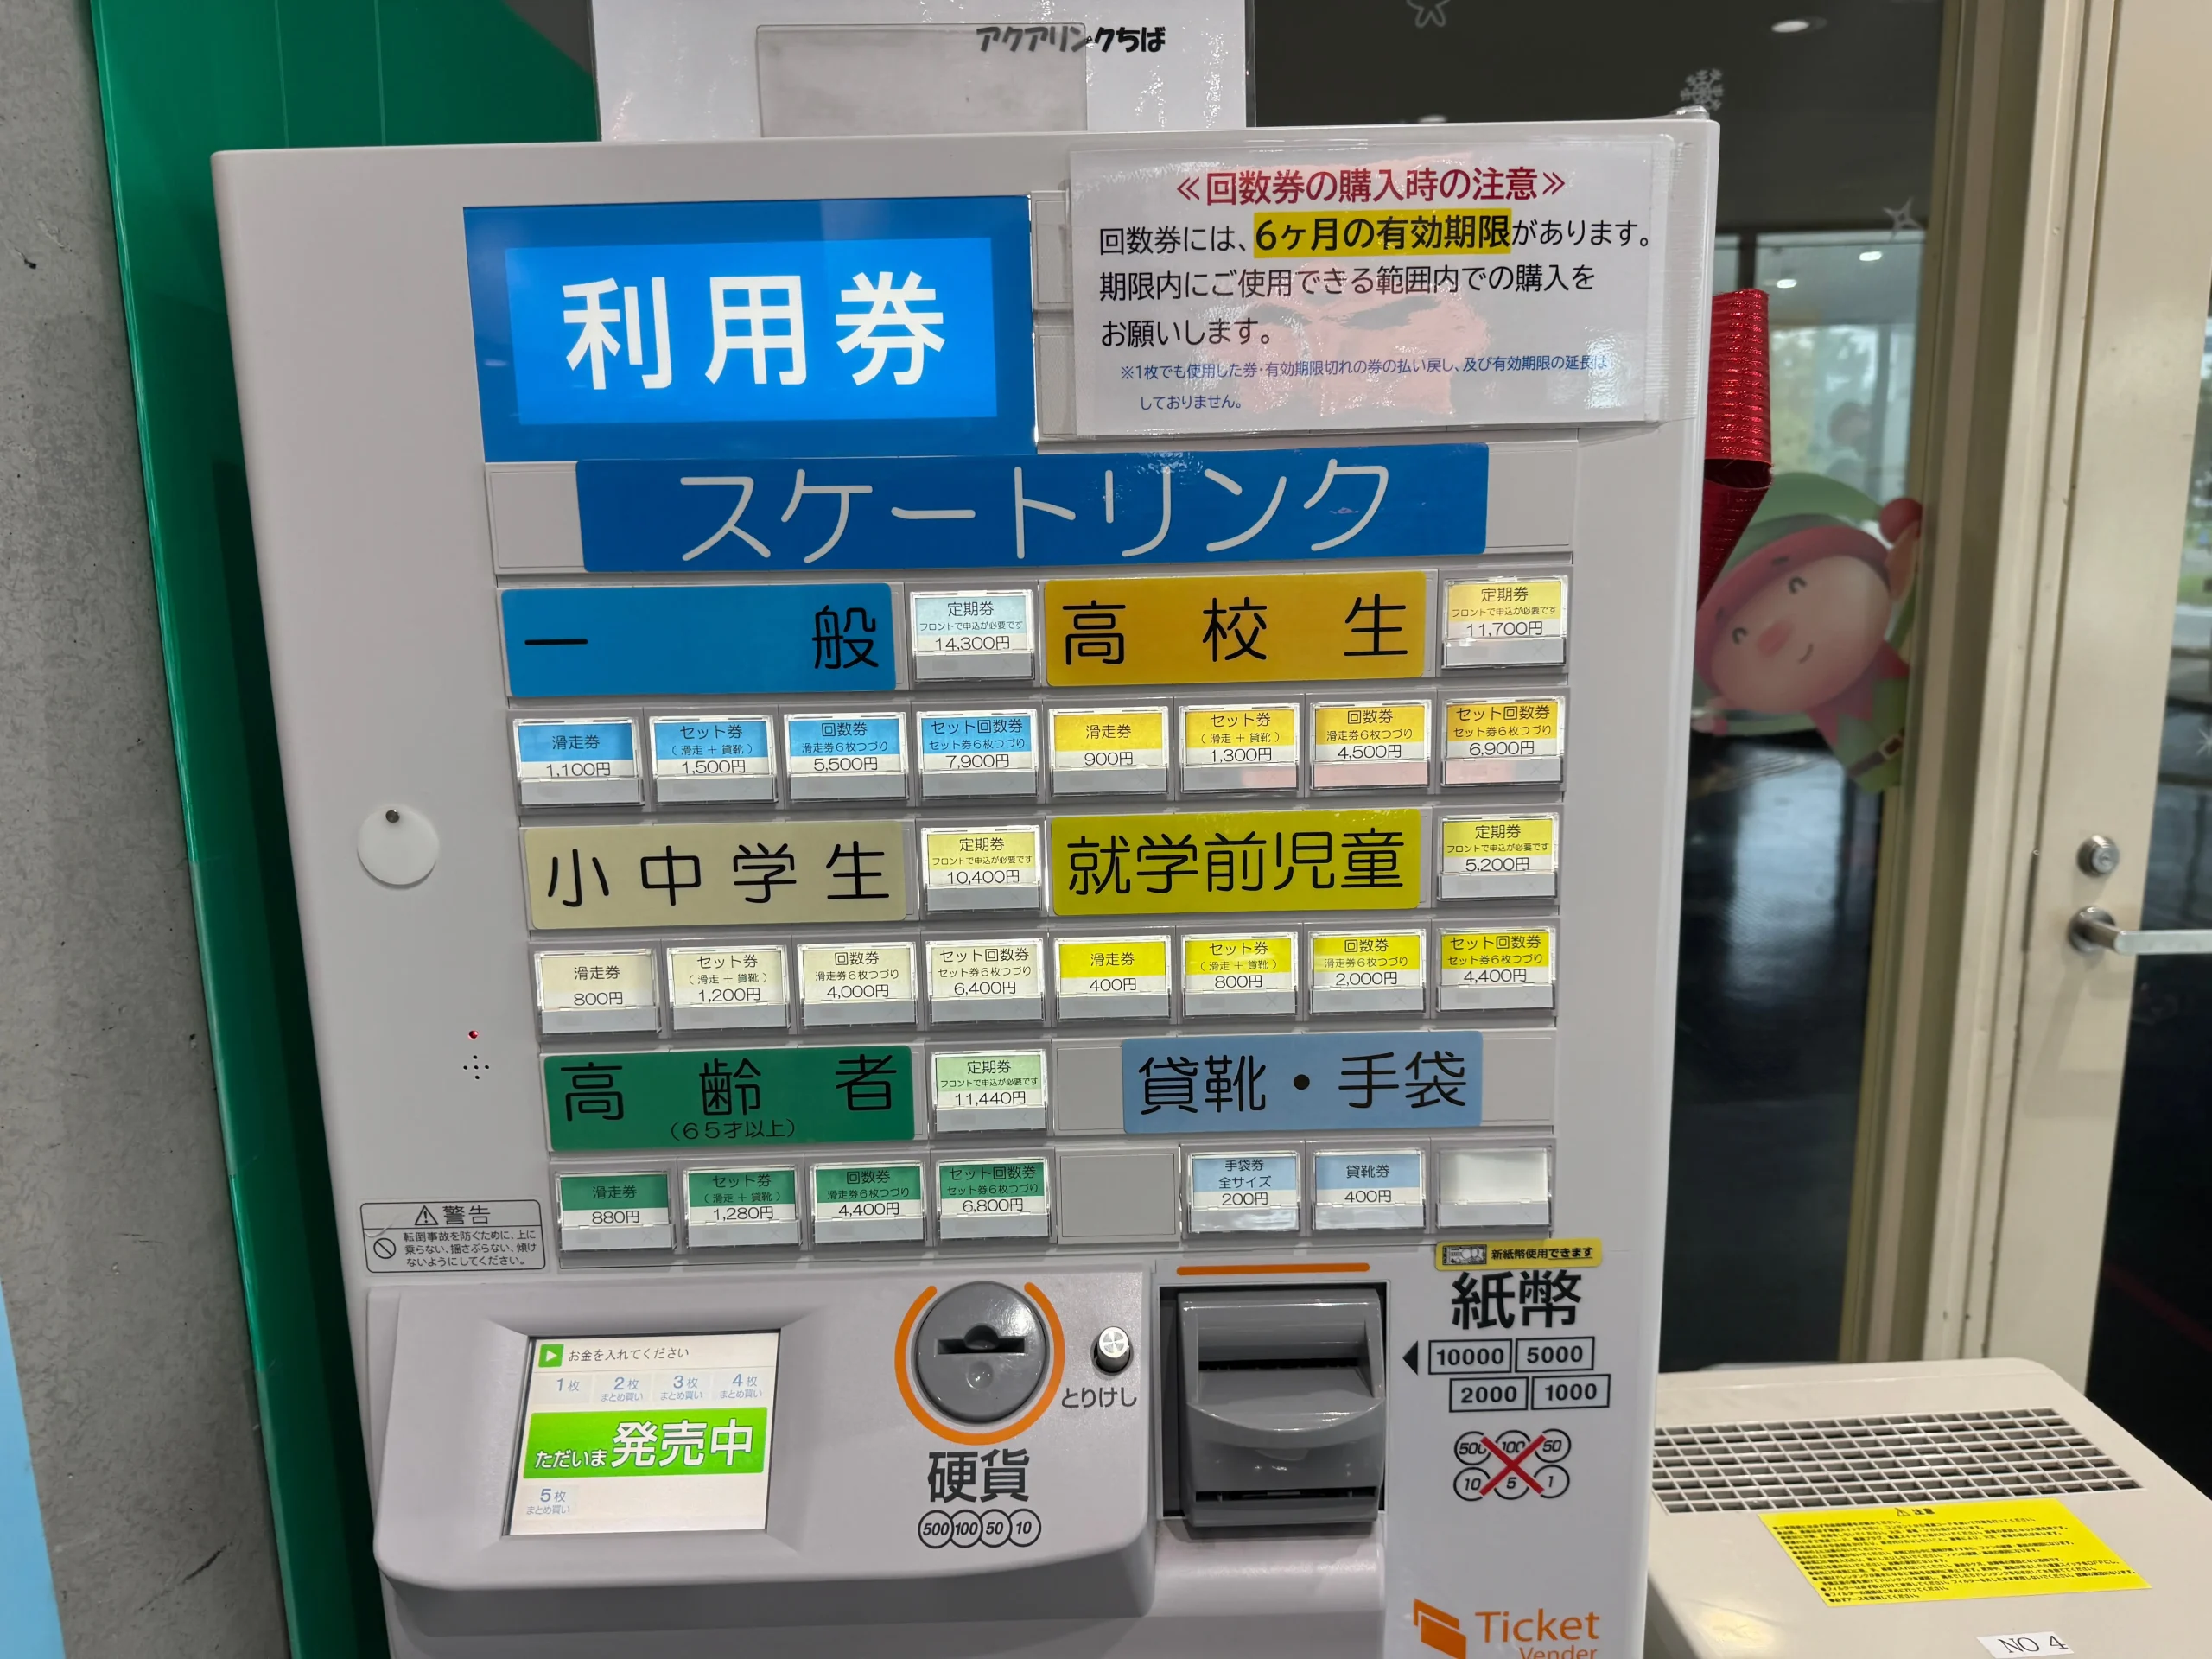 アクアリンクちば
≪回数券の購入時の注意≫
回数券には、6ヶ月の有効期限があります。
期限内にご使用できる範囲内での購入を
お願いします。
※1枚でも使用した券・有効期限切れの券の払い戻し、及び有効期限の延長は
しておりません。
利用券
スケートリンク
一般
定期券
フロントで申込が必要です
14,300円
高校生
定期券
フロントで申込が必要です
11,700円
滑走券
1,100円
セット券
(滑走+貸靴)
1,500円
回数券
滑走券6枚つづり
5,500円
セット回数券
セット券6枚つづり
7,900円
滑走券
900円
セット券
(滑走+貸靴)
1,300円
回数券
滑走券6枚つづり
4,500円
セット回数券
セット券6枚つづり
6,900円
小中学生
定期券
フロントで申込が必要です
10,400円
就学前児童
定期券
フロントで申込が必要です
5,200円
滑走券
800円
セット券
(滑走+貸靴)
1,200円
回数券
滑走券6枚つづり
4,000円
セット回数券
セット券6枚つづり
6,400円
滑走券
400円
セット券
(滑走+貸靴)
800円
回数券
滑走券6枚つづり
2,000円
セット回数券
セット券6枚つづり
4,400円
高齢者
(65才以上)
定期券
フロントで申込が必要です
11,440円
貸靴・手袋
滑走券
880円
セット券
(滑走+貸靴)
1,280円
回数券
滑走券6枚つづり
4,400円
セット回数券
セット券6枚つづり
6,800円
手袋券
全サイズ
200円
貸靴券
400円
警告
転倒事故を防ぐために、上に
乗らない、揺さぶらない、傾け
ないようにしてください。
お金を入れてください
1枚
2枚
まとめ買い
3枚
まとめ買い
4枚
まとめ買い
ただいま発売中
5枚
まとめ買い
硬貨
500 100 50 10
とりけし
新紙幣使用できます
紙幣
10000 5000
2000 1000
500 100 50
10 5 1
Ticket
Vender
注意
NO 4